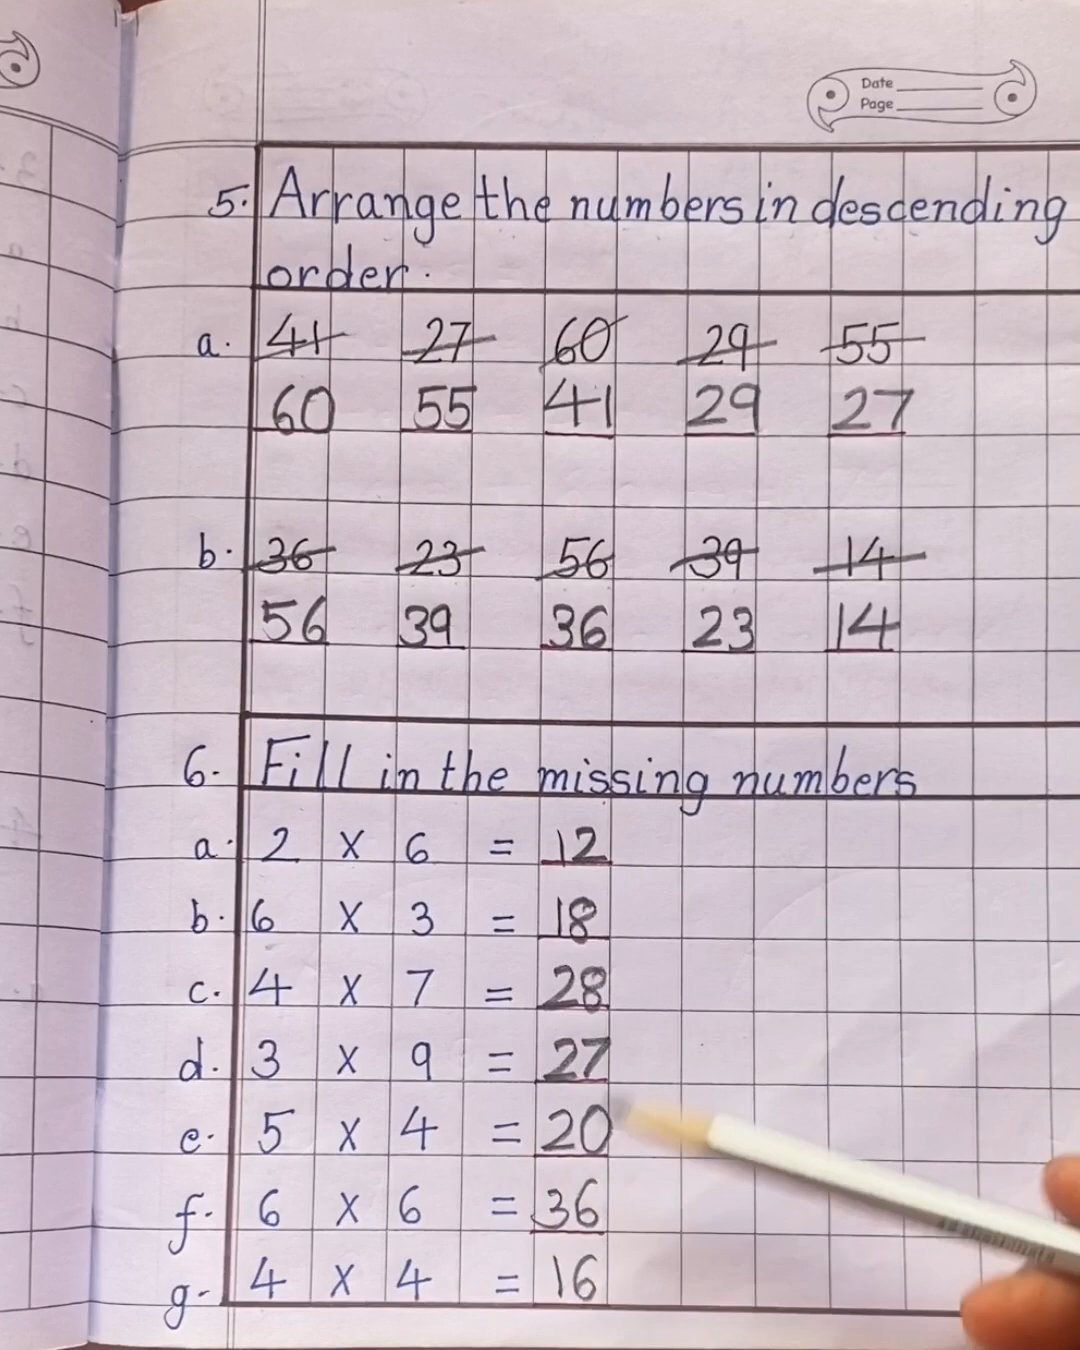 Date
Page
5. Arrange the numbers in descending
order.
a. 41 27 60 29 55
60 55 41 29 27
b. 36 23 56 39 14
56 39 36 23 14
6. Fill in the missing numbers
a. 2 x 6 = 12
b. 6 x 3 = 18
c. 4 x 7 = 28
d. 3 x 9 = 27
e. 5 x 4 = 20
f. 6 x 6 = 36
g. 4 x 4 = 16